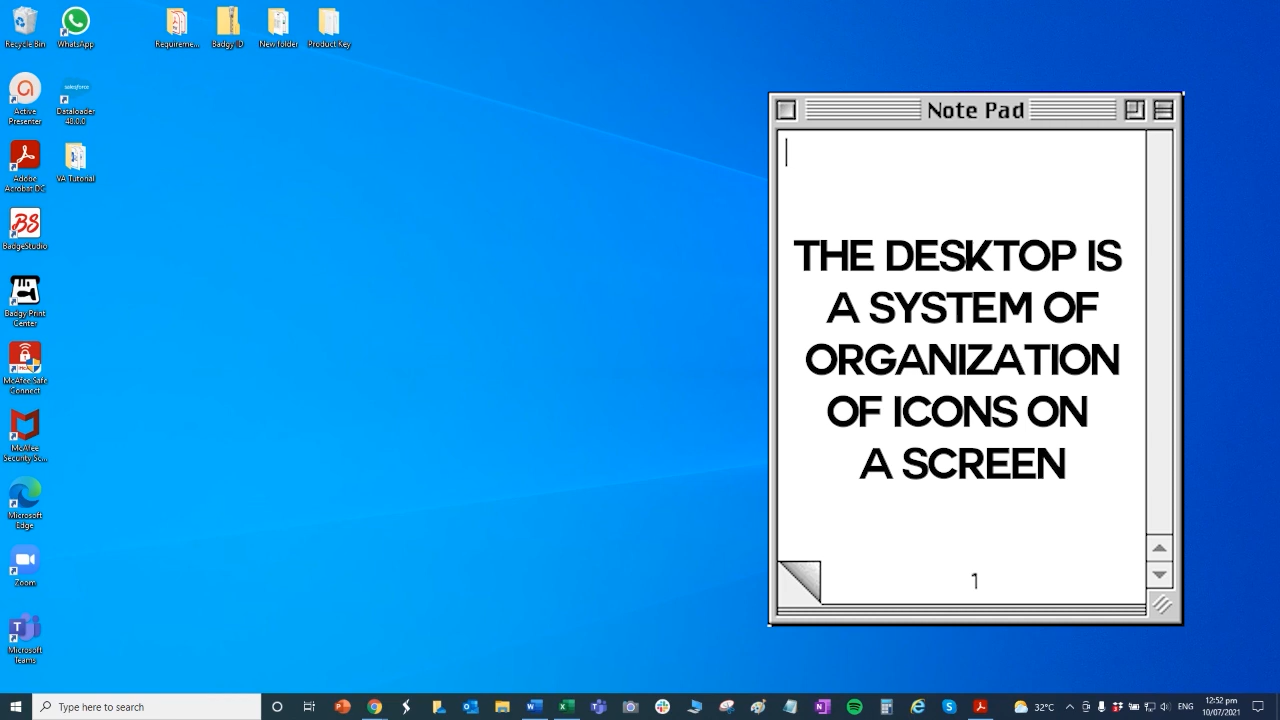 Recycle Bin
WhatsApp
Requireme...
Badgy ID
New folder
Product Key
Active
Presenter
salesforce
Dataloader
48.0.0
Adobe
Acrobat DC
VA Tutorial
BS
BadgeStudio
Badgy Print
Center
McAfee Safe
Connect
McAfee
Security Sc...
Microsoft
Edge
Zoom
Microsoft
Teams
Note Pad
THE DESKTOP IS
A SYSTEM OF
ORGANIZATION
OF ICONS ON
A SCREEN
1
Type here to search
32°C
ENG
12:52 pm
10/07/2021